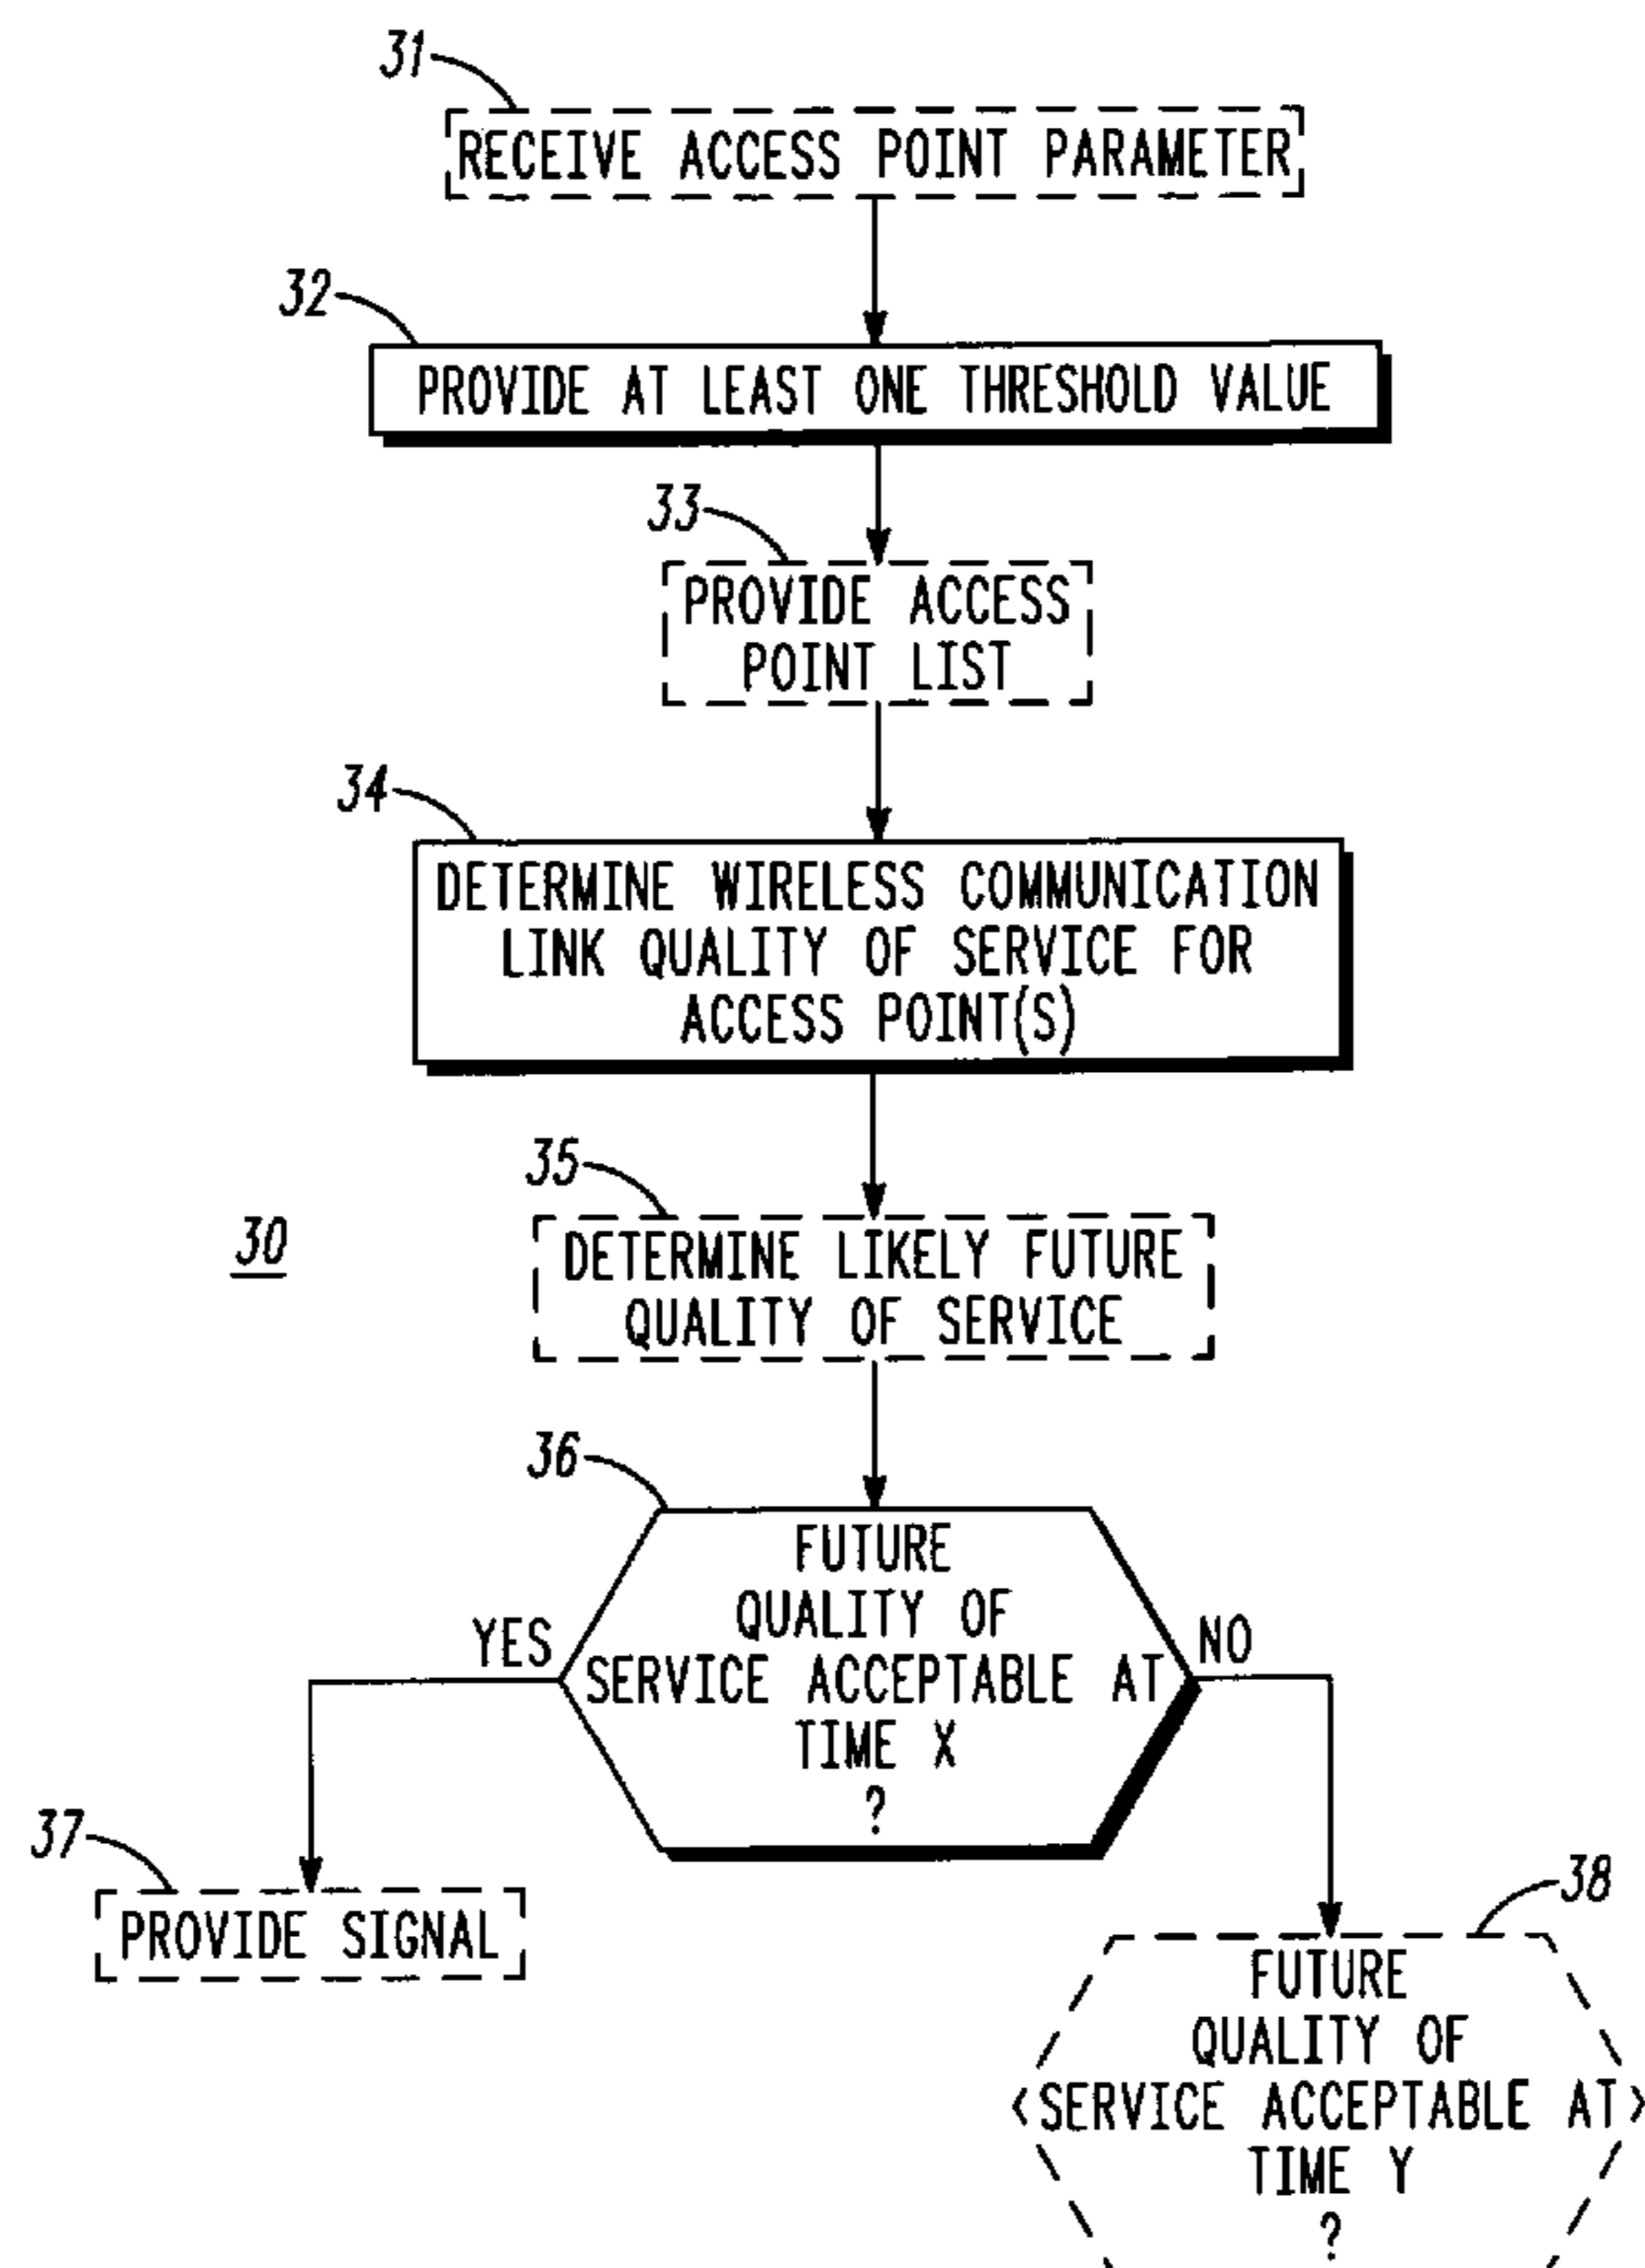 31
RECEIVE ACCESS POINT PARAMETER
32
PROVIDE AT LEAST ONE THRESHOLD VALUE
33
PROVIDE ACCESS
POINT LIST
34
DETERMINE WIRELESS COMMUNICATION
LINK QUALITY OF SERVICE FOR
ACCESS POINT(S)
35
30
DETERMINE LIKELY FUTURE
QUALITY OF SERVICE
36
FUTURE
QUALITY OF
SERVICE ACCEPTABLE AT
TIME X
?
YES
NO
37
PROVIDE SIGNAL
38
FUTURE
QUALITY OF
SERVICE ACCEPTABLE AT
TIME Y
?